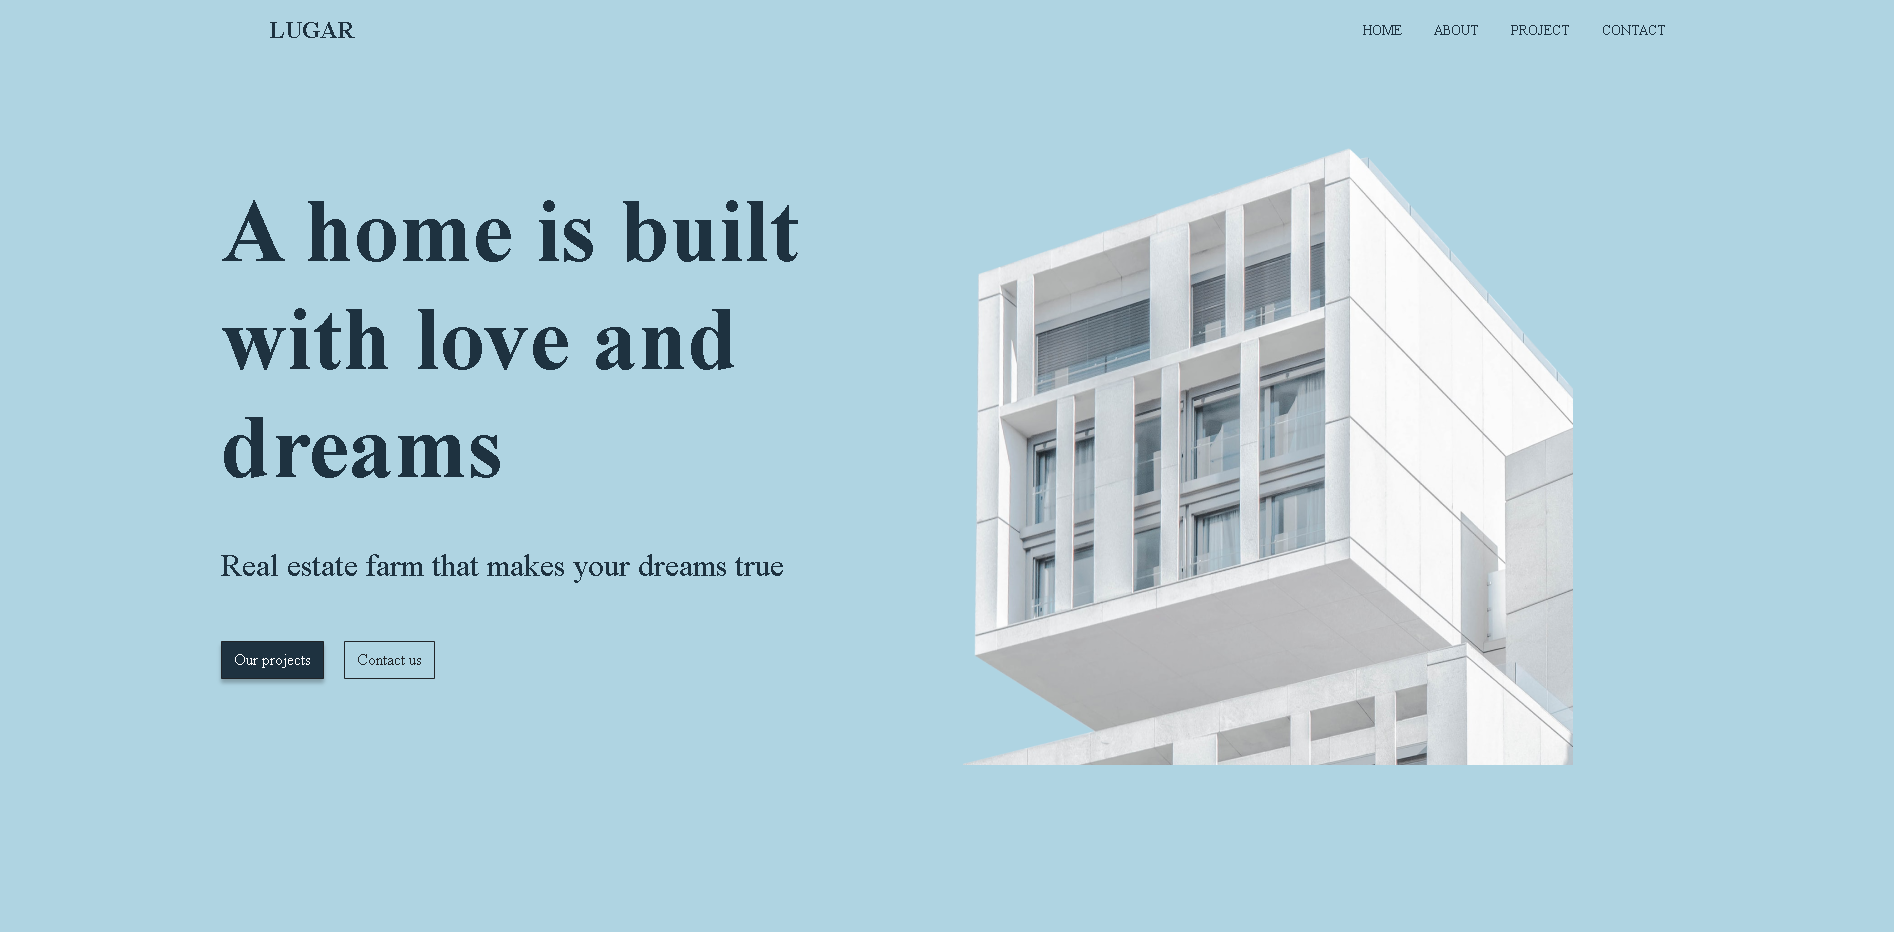 LUGAR
HOME ABOUT PROJECT CONTACT
A home is built
with love and
dreams
Real estate farm that makes your dreams true
Our projects Contact us